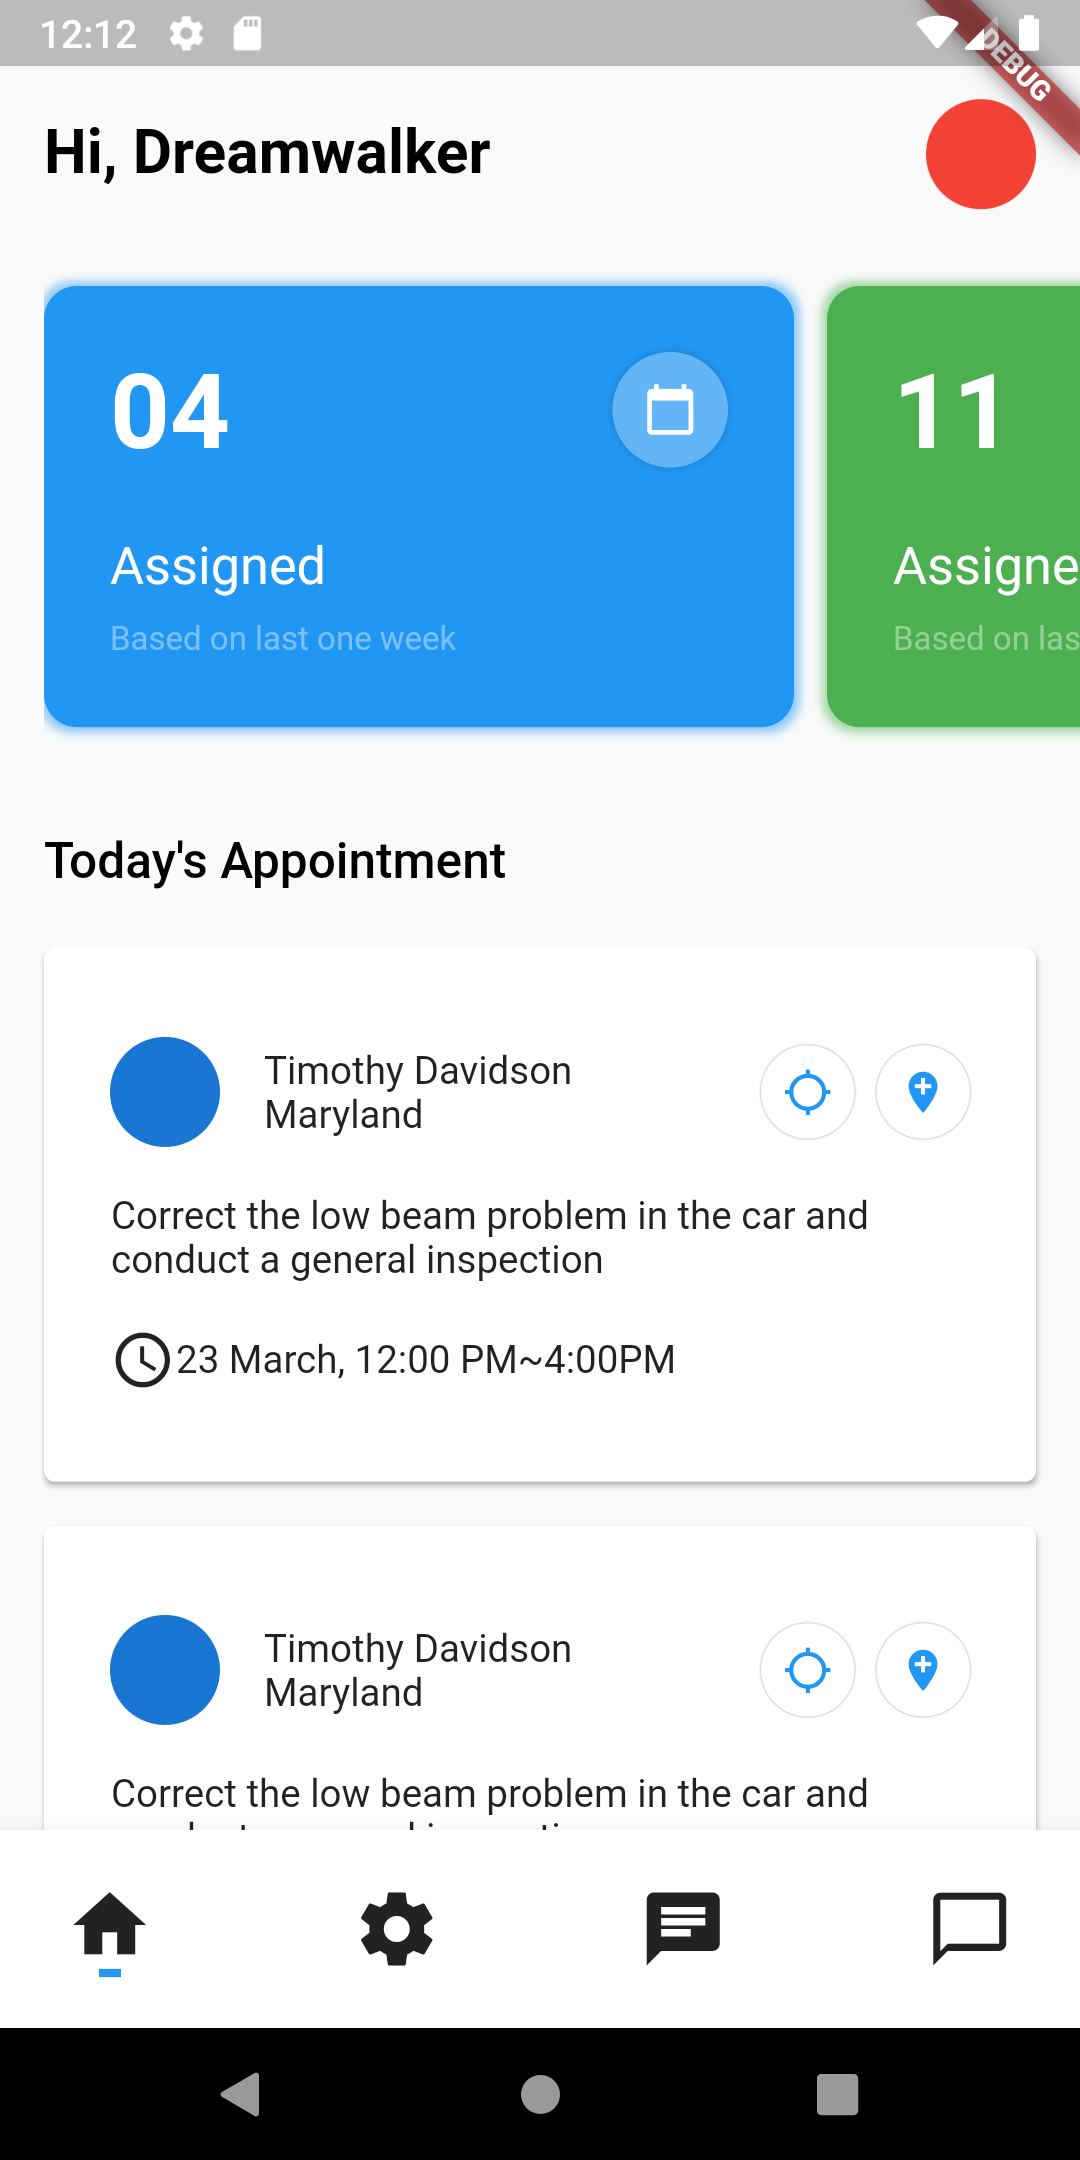 12:12
DEBUG
Hi, Dreamwalker
04
11
Assigned
Assigne
Based on last one week
Based on las
Today's Appointment
Timothy Davidson
Maryland
Correct the low beam problem in the car and
conduct a general inspection
23 March, 12:00 PM~4:00PM
Timothy Davidson
Maryland
Correct the low beam problem in the car and